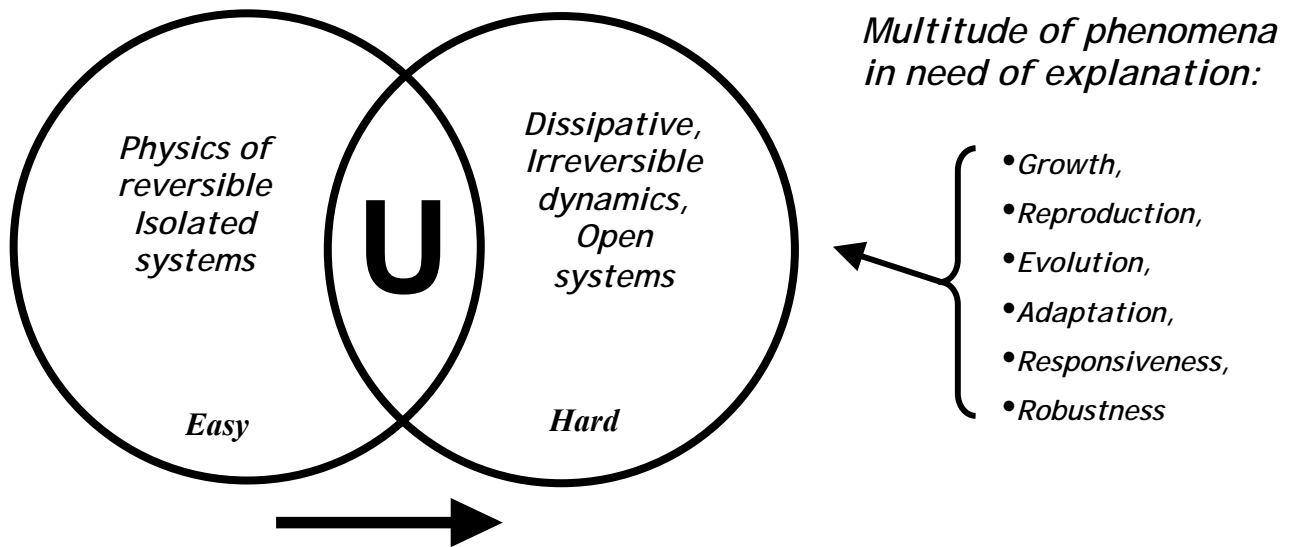 Physics of
reversible
Isolated
systems
Easy
U
Dissipative,
Irreversible
dynamics,
Open
systems
Hard
Multitude of phenomena
in need of explanation:
•Growth,
•Reproduction,
•Evolution,
•Adaptation,
•Responsiveness,
•Robustness